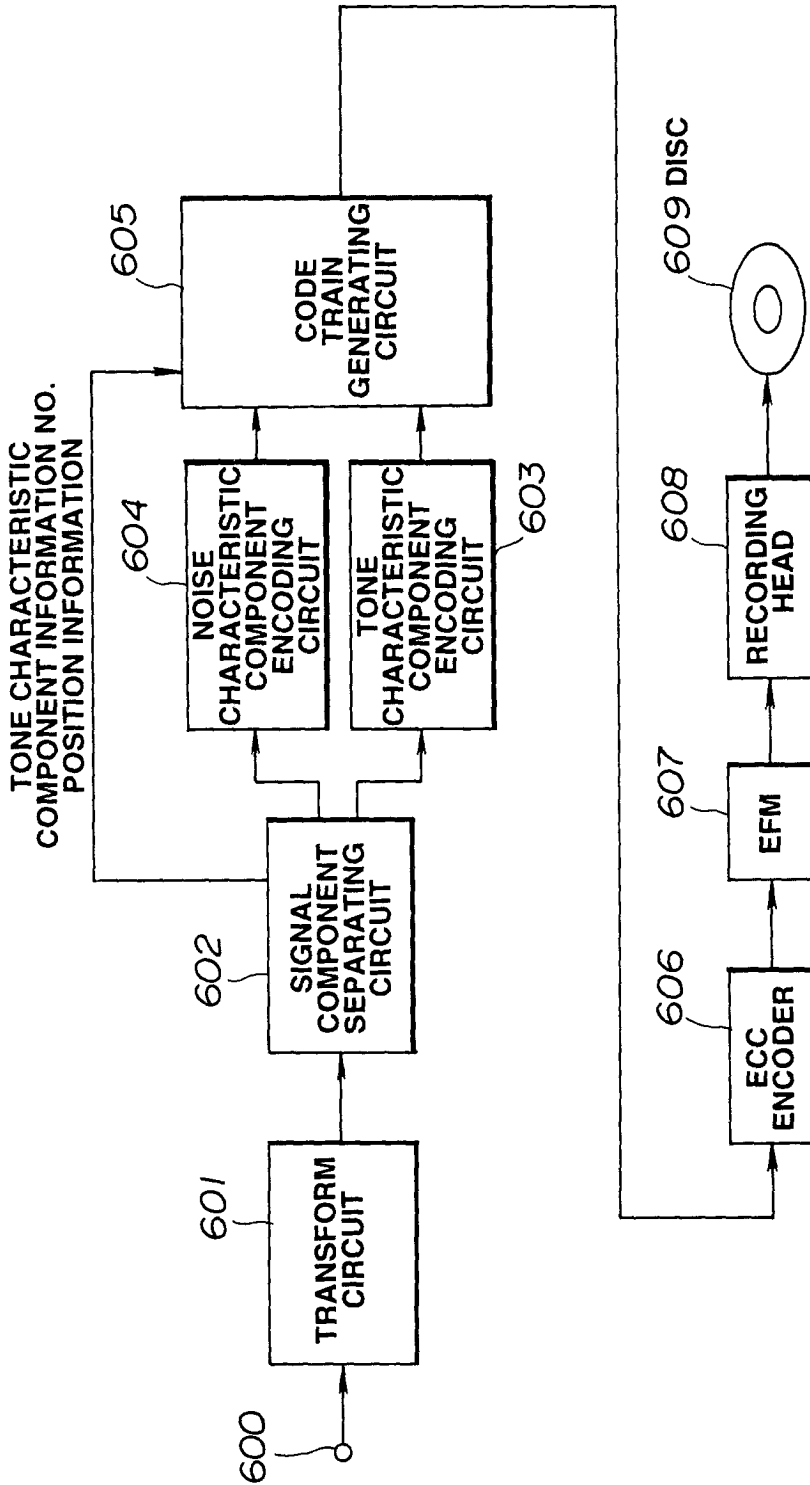 TONE CHARACTERISTIC
COMPONENT INFORMATION NO.
POSITION INFORMATION
600
601
TRANSFORM
CIRCUIT
602
SIGNAL
COMPONENT
SEPARATING
CIRCUIT
604
NOISE
CHARACTERISTIC
COMPONENT
ENCODING
CIRCUIT
TONE
CHARACTERISTIC
COMPONENT
ENCODING
CIRCUIT
603
605
CODE
TRAIN
GENERATING
CIRCUIT
606
ECC
ENCODER
607
EFM
608
RECORDING
HEAD
609 DISC